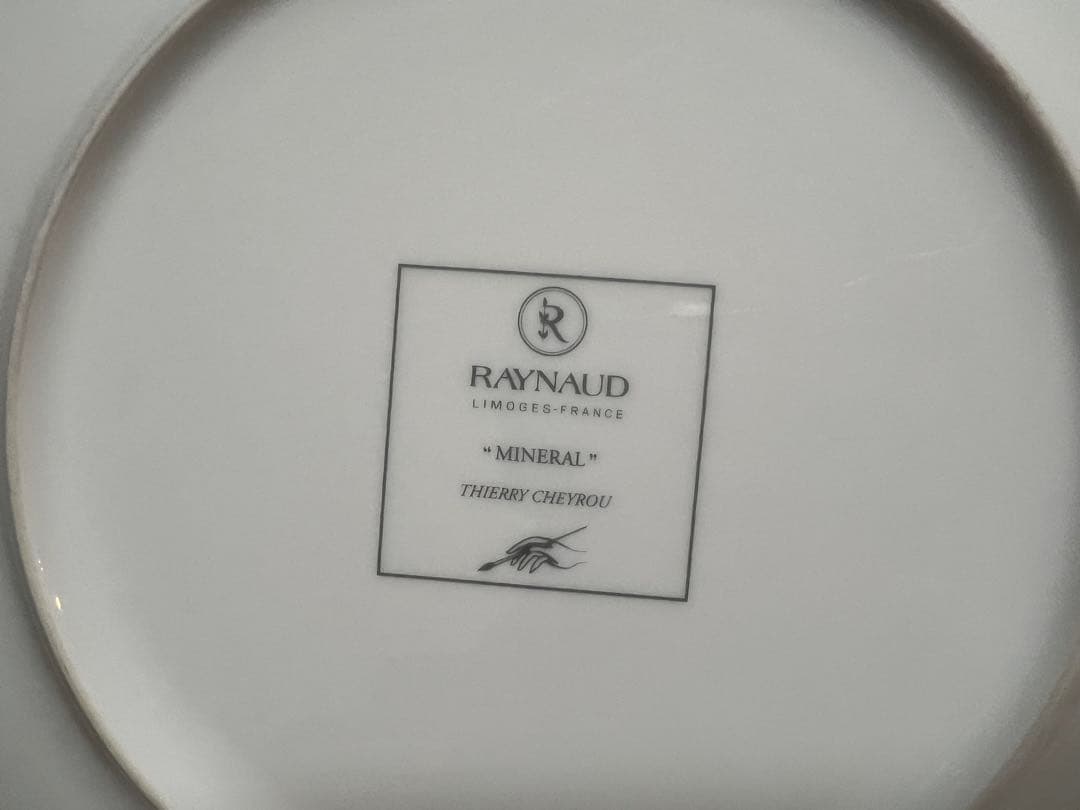 R
RAYNAUD
LIMOGES-FRANCE
“MINERAL”
THIERRY CHEYROU